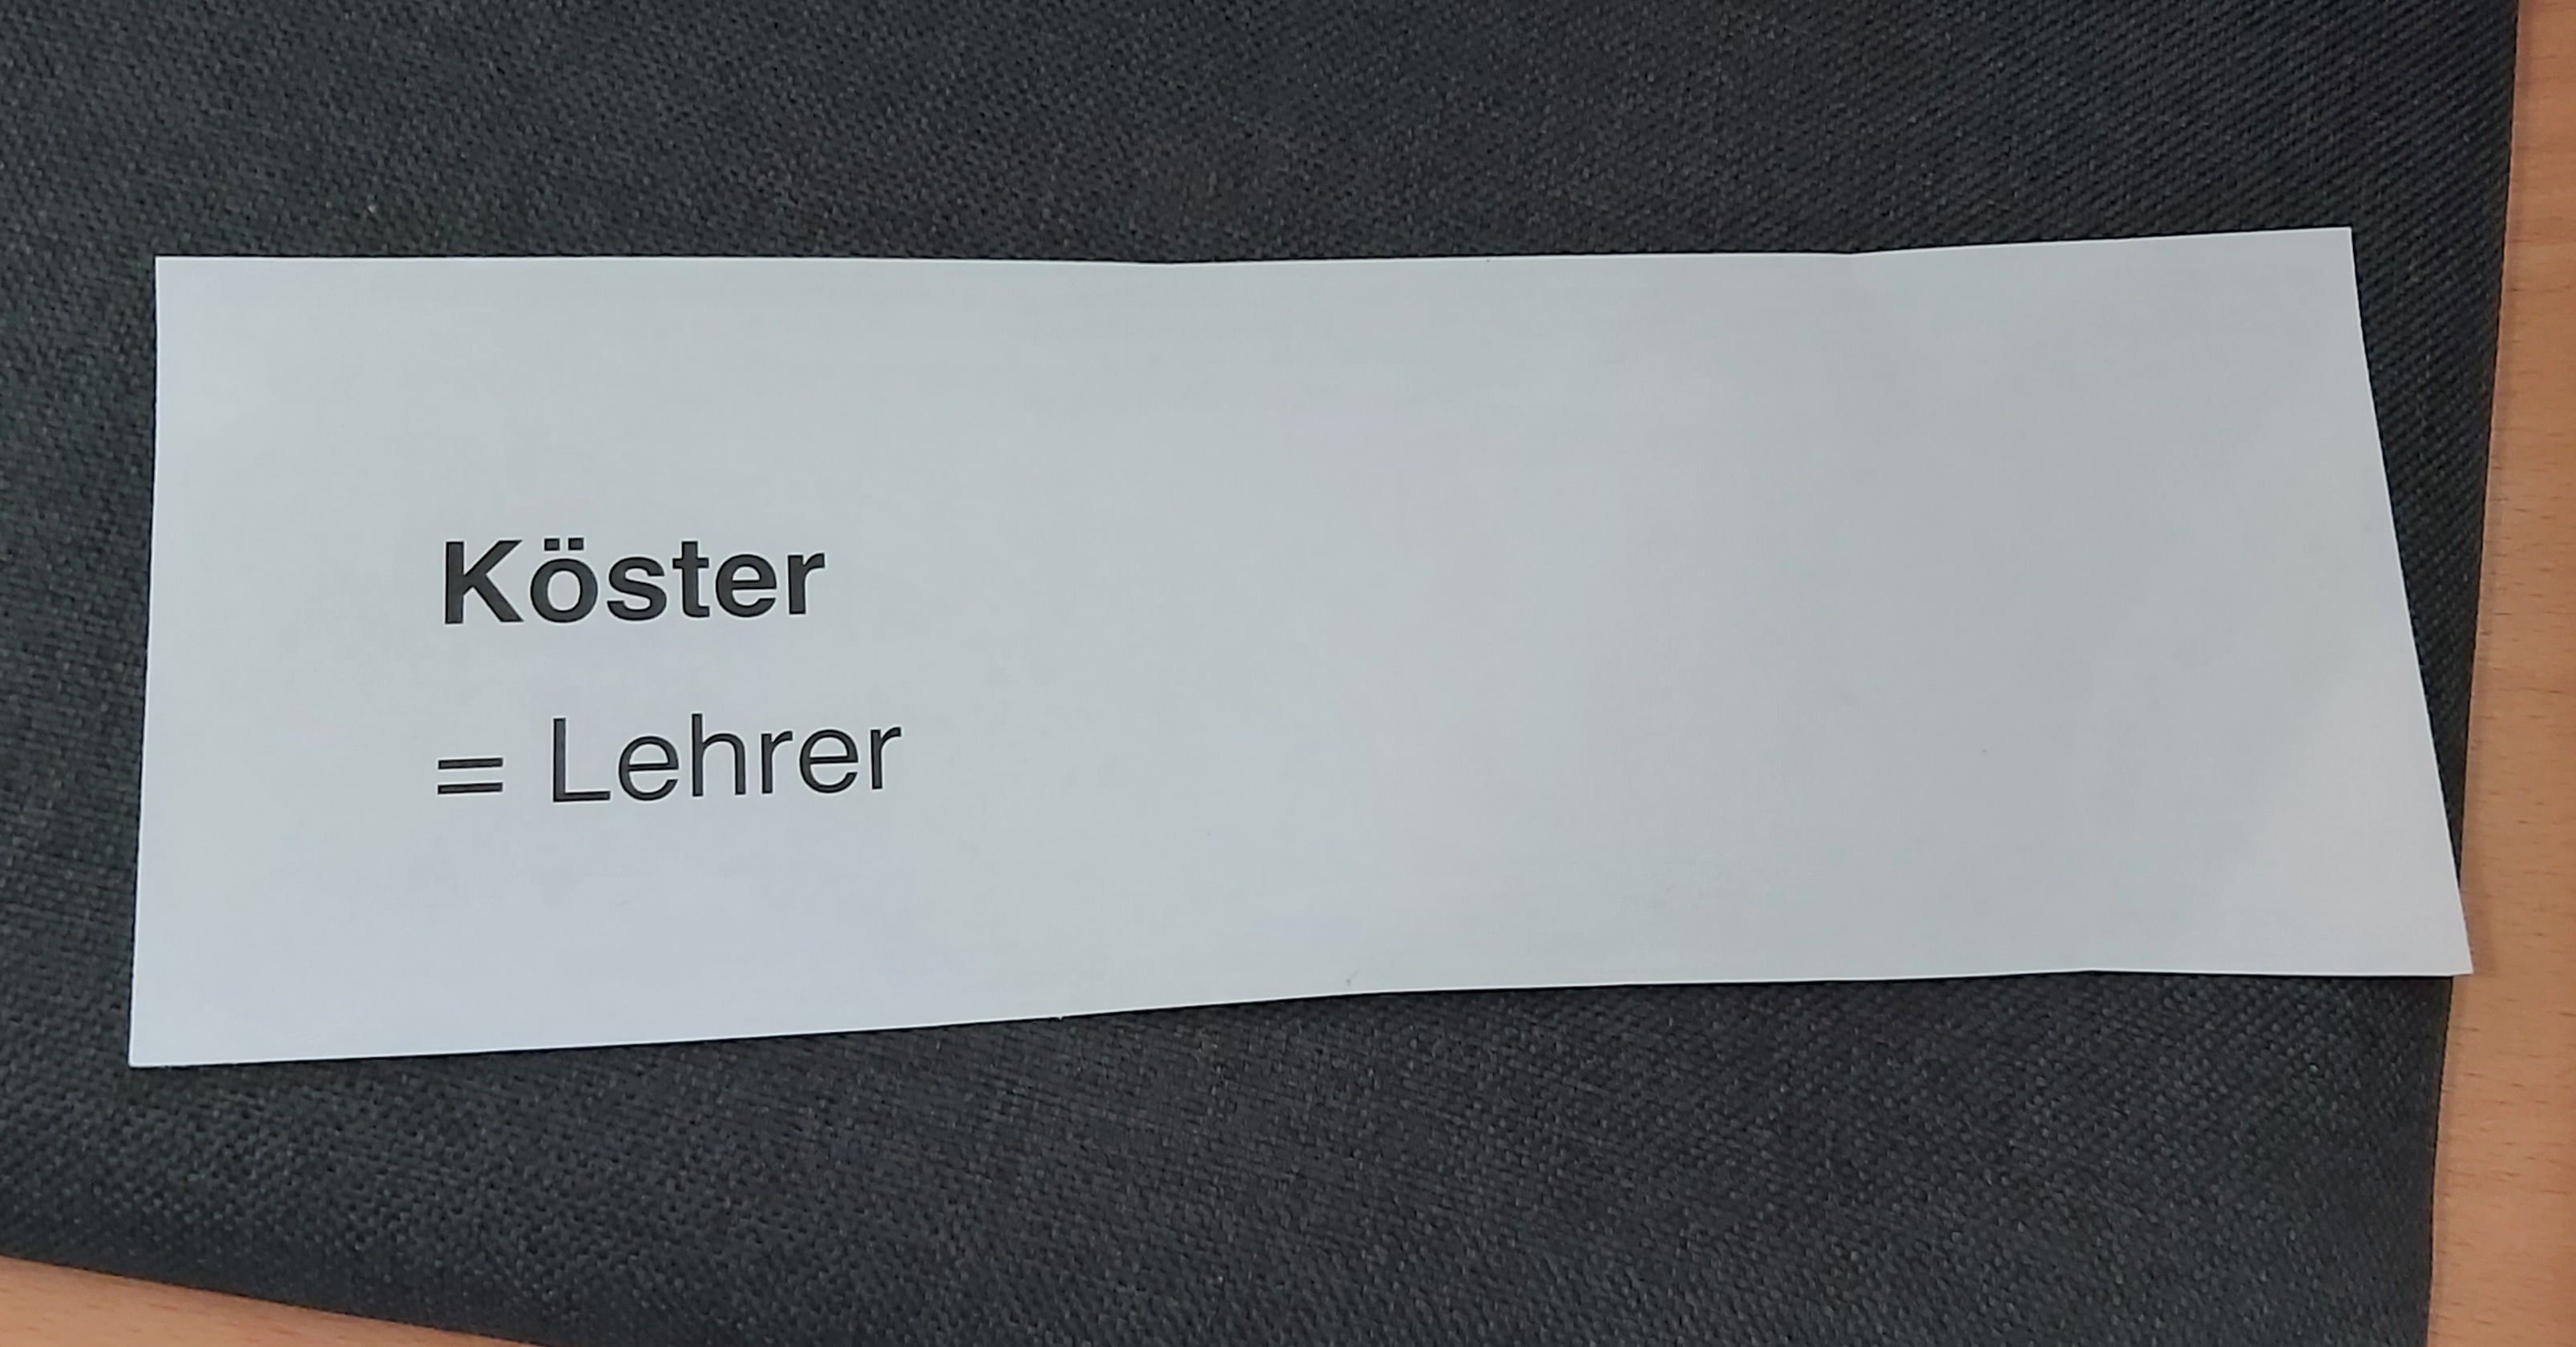 Köster
= Lehrer